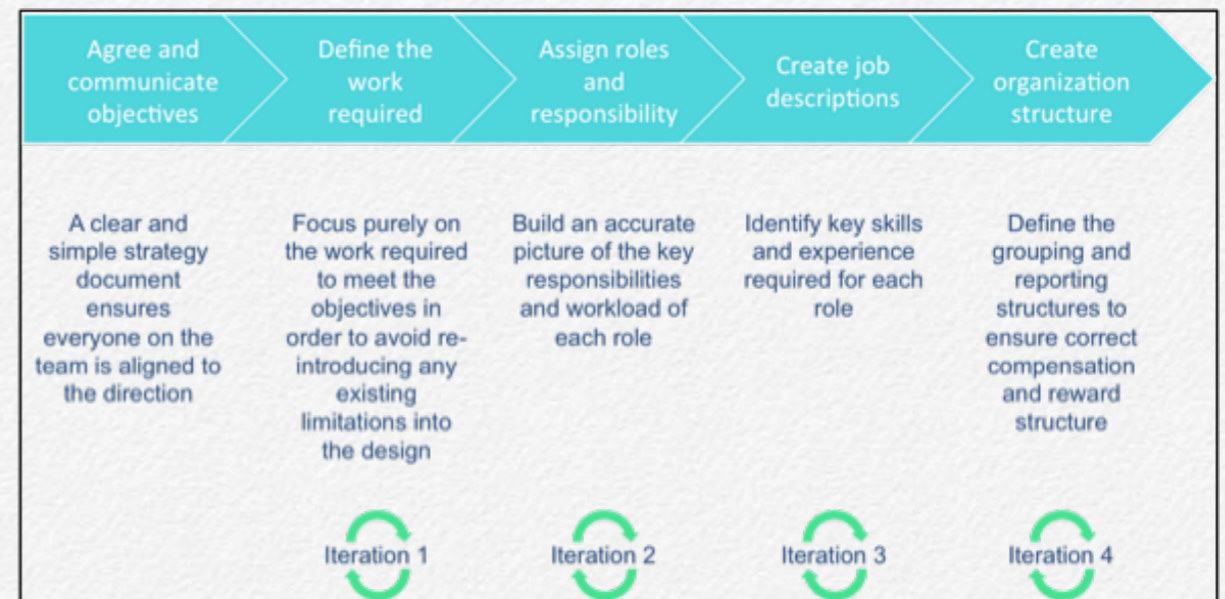 Agree and
communicate
objectives
Define the
work
required
Assign roles
and
responsibility
Create job
descriptions
Create
organization
structure
A clear and
simple strategy
document
ensures
everyone on the
team is aligned to
the direction
Focus purely on
the work required
to meet the
objectives in
order to avoid re-
introducing any
existing
limitations into
the design
Build an accurate
picture of the key
responsibilities
and workload of
each role
Identify key skills
and experience
required for each
role
Define the
grouping and
reporting
structures to
ensure correct
compensation
and reward
structure
Iteration 1
Iteration 2
Iteration 3
Iteration 4